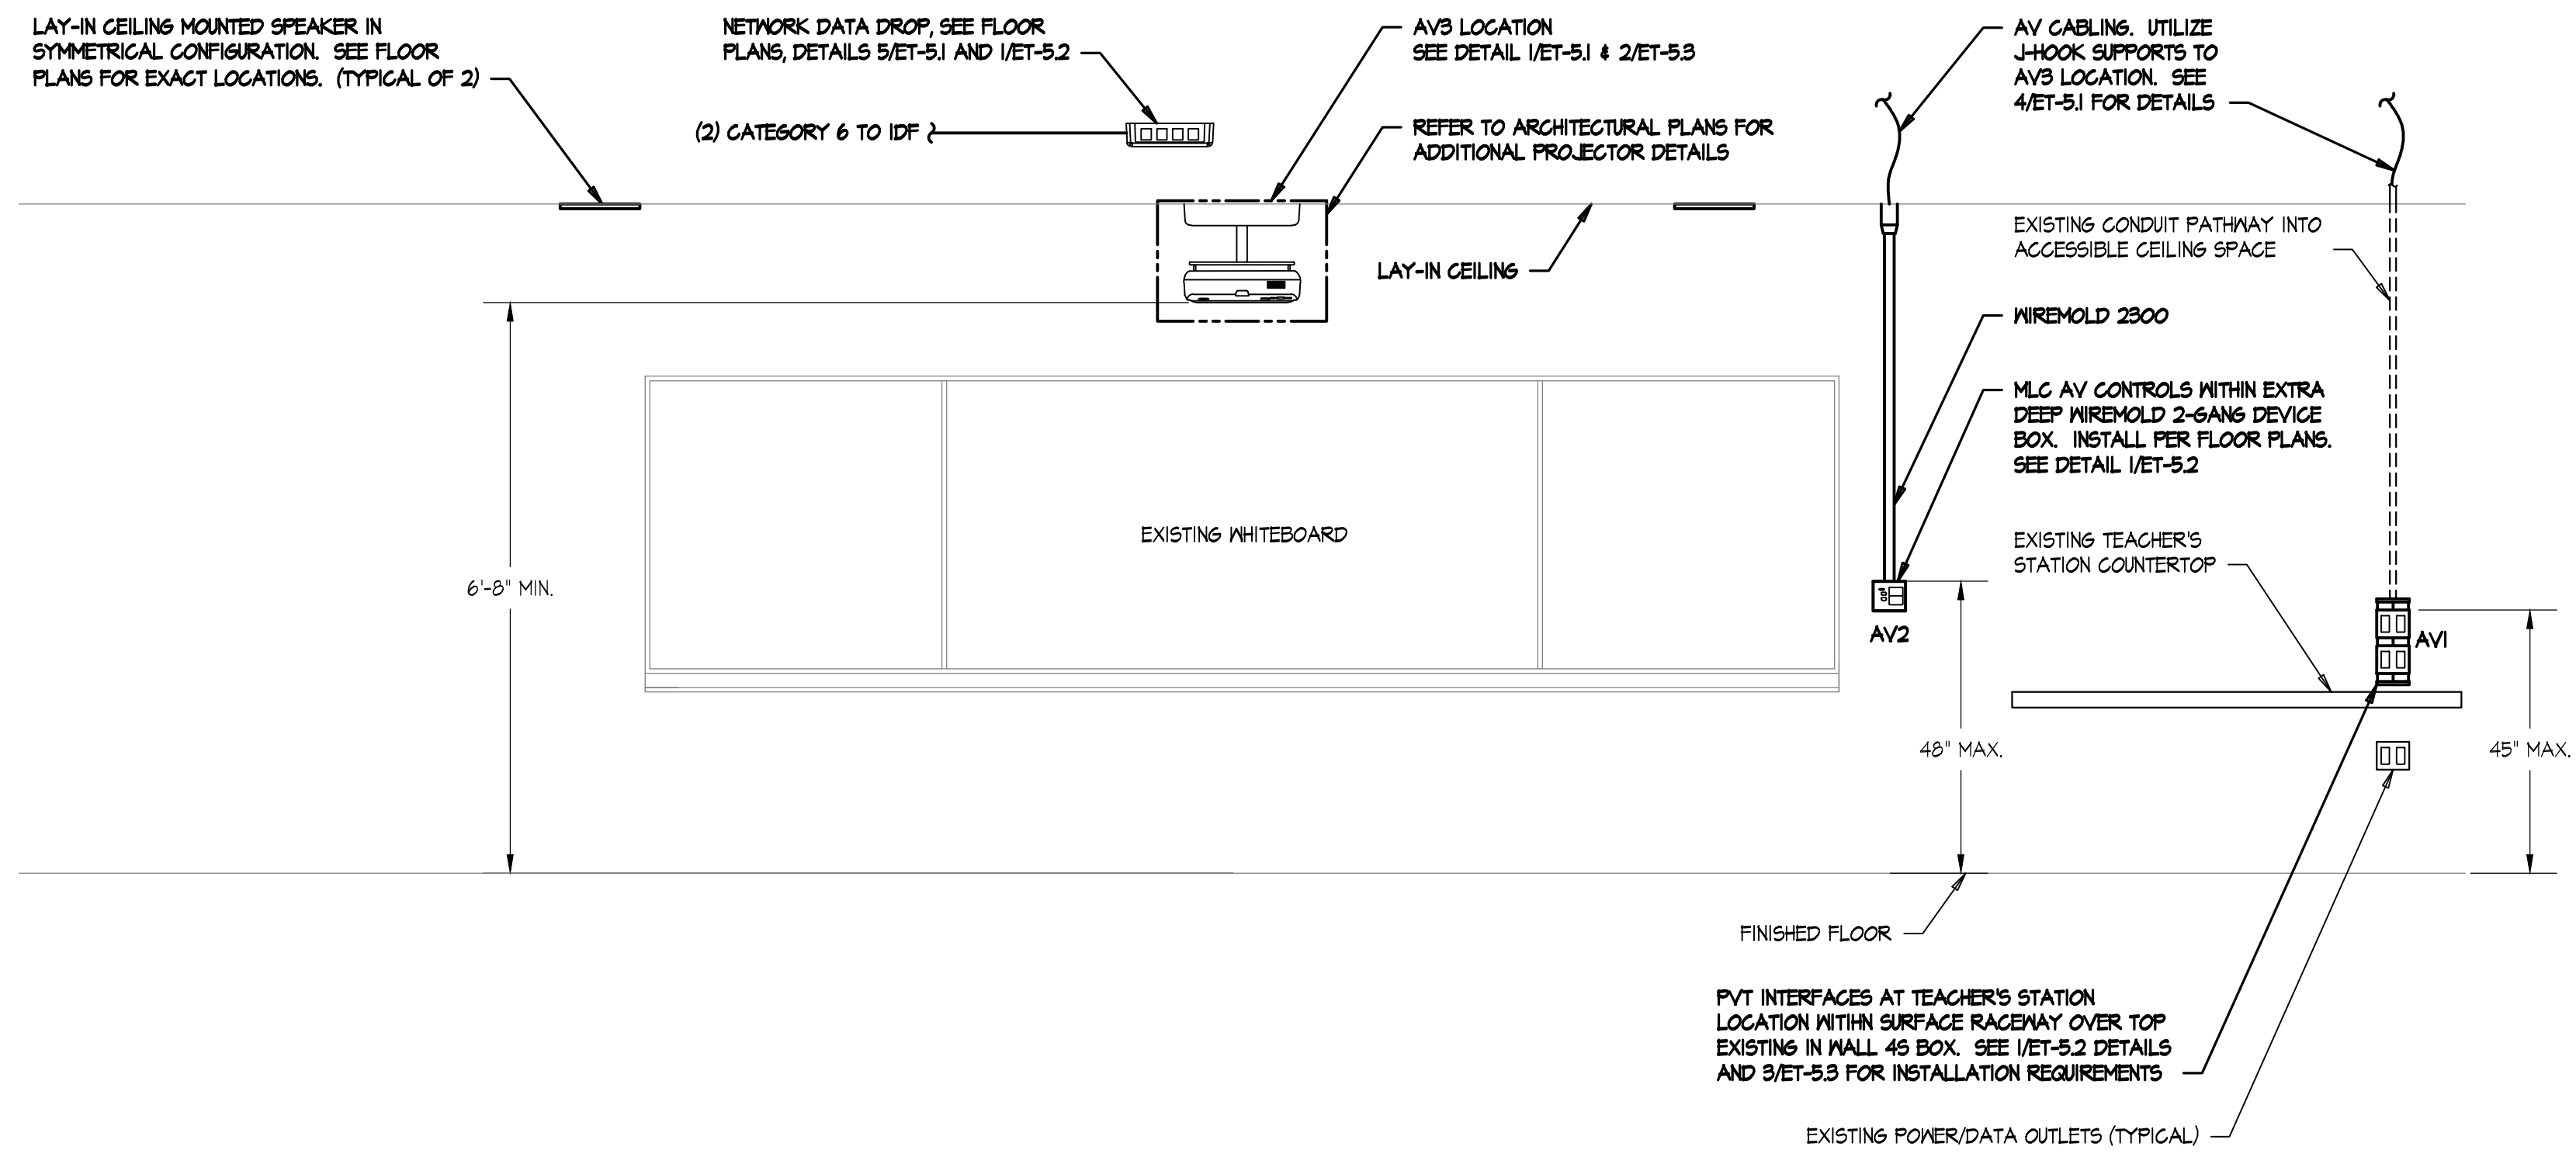 LAY-IN CEILING MOUNTED SPEAKER IN
SYMMETRICAL CONFIGURATION. SEE FLOOR
PLANS FOR EXACT LOCATIONS. (TYPICAL OF 2)
NETWORK DATA DROP, SEE FLOOR
PLANS, DETAILS 5/ET-5.1 AND 1/ET-5.2
(2) CATEGORY 6 TO IDF
AV3 LOCATION
SEE DETAIL 1/ET-5.1 & 2/ET-5.3
REFER TO ARCHITECTURAL PLANS FOR
ADDITIONAL PROJECTOR DETAILS
LAY-IN CEILING
AV CABLING. UTILIZE
J-HOOK SUPPORTS TO
AV3 LOCATION. SEE
4/ET-5.1 FOR DETAILS
EXISTING CONDUIT PATHWAY INTO
ACCESSIBLE CEILING SPACE
WIREMOLD 2300
MLC AV CONTROLS WITHIN EXTRA
DEEP WIREMOLD 2-GANG DEVICE
BOX. INSTALL PER FLOOR PLANS.
SEE DETAIL 1/ET-5.2
EXISTING WHITEBOARD
EXISTING TEACHER'S
STATION COUNTERTOP
6'-8" MIN.
AV2
AV1
48" MAX.
45" MAX.
FINISHED FLOOR
PVT INTERFACES AT TEACHER'S STATION
LOCATION WITIHN SURFACE RACEWAY OVER TOP
EXISTING IN WALL 4S BOX. SEE 1/ET-5.2 DETAILS
AND 3/ET-5.3 FOR INSTALLATION REQUIREMENTS
EXISTING POWER/DATA OUTLETS (TYPICAL)